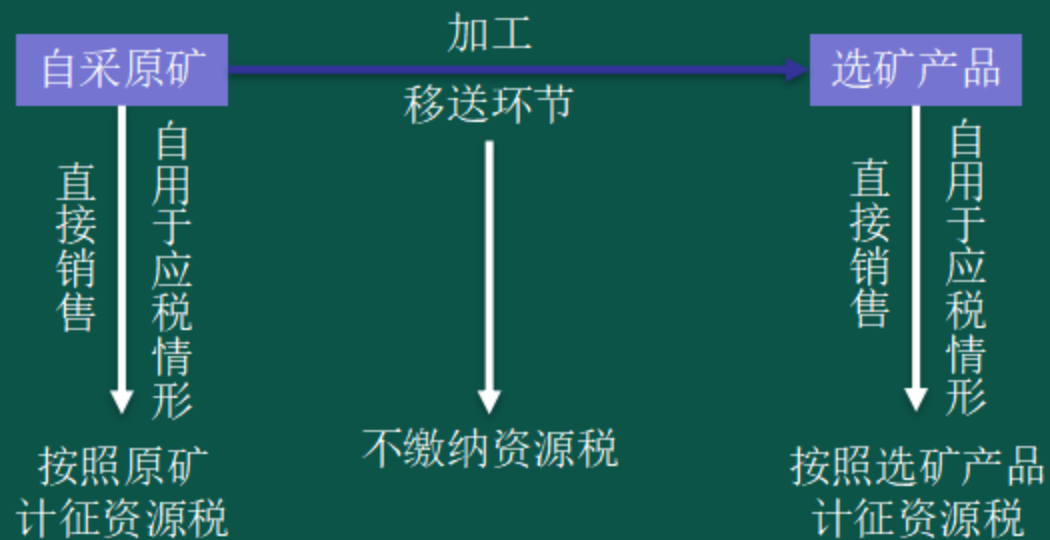 自采原矿
加工
移送环节
选矿产品
直接销售
自用于应税情形
直接销售
自用于应税情形
按照原矿
计征资源税
不缴纳资源税
按照选矿产品
计征资源税